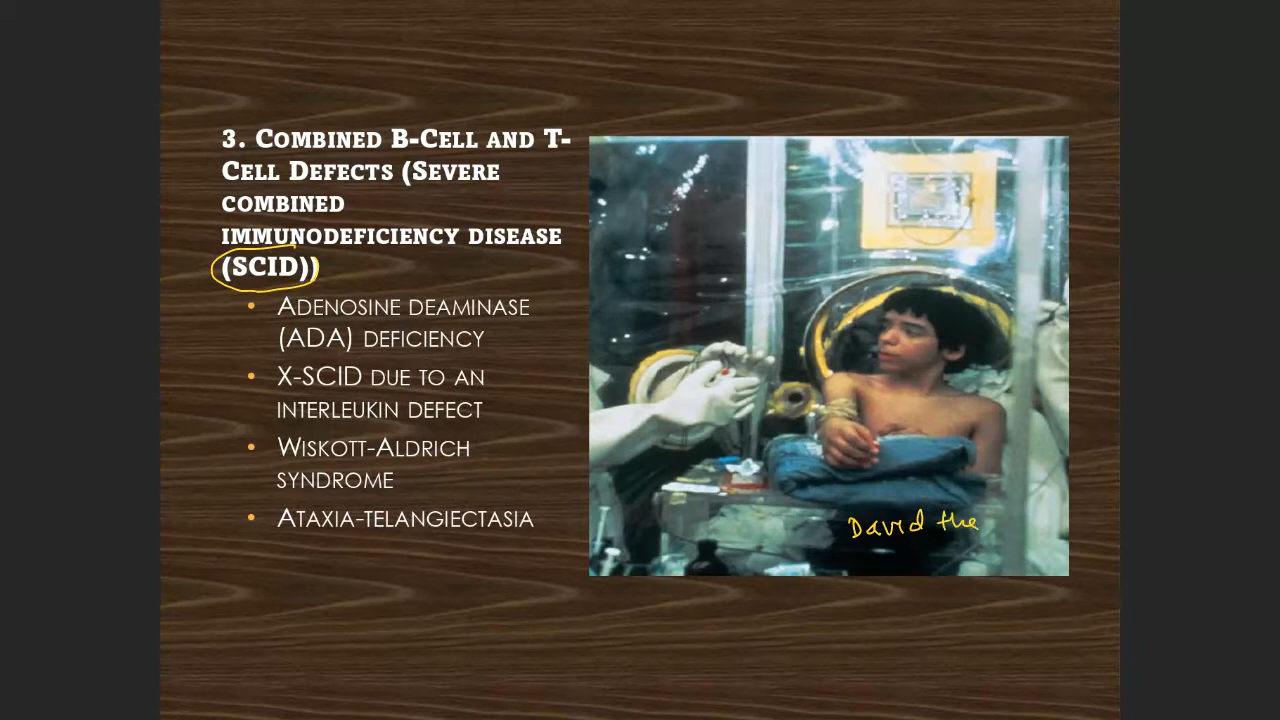 3. Combined B-Cell and T-
Cell Defects (Severe
combined
immunodeficiency disease
(SCID))
• Adenosine deaminase
(ADA) deficiency
• X-SCID due to an
interleukin defect
• Wiskott-Aldrich
syndrome
• Ataxia-telangiectasia
David the